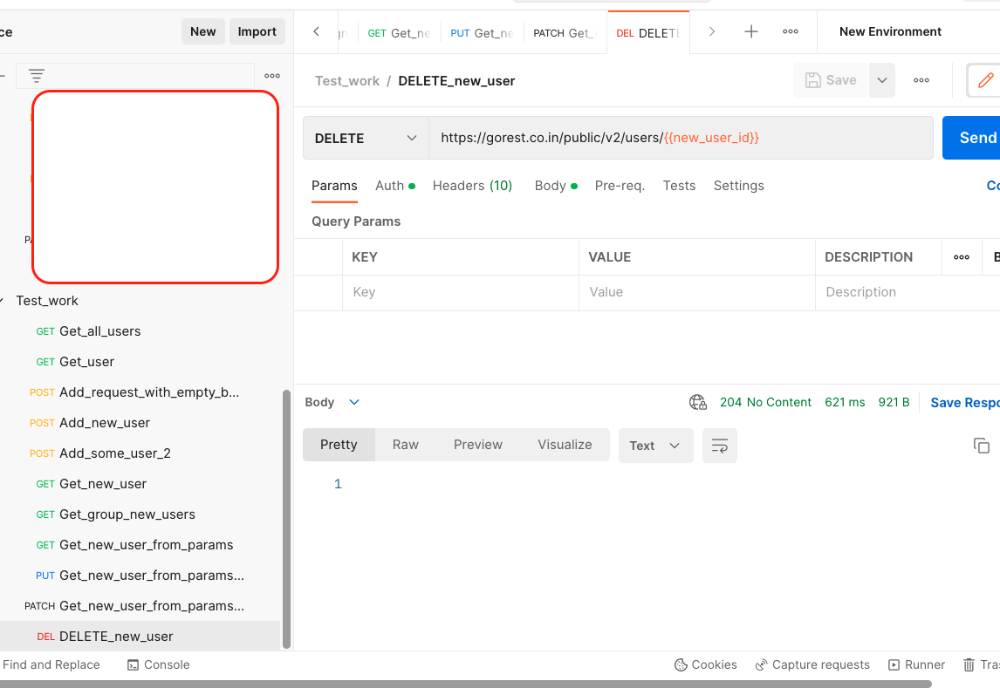 ce New Import GET Get_ne PUT Get_ne PATCH Get_ DEL DELETE New Environment
Test_work / DELETE_new_user Save
DELETE https://gorest.co.in/public/v2/users/{{new_user_id}} Send
Params Auth Headers (10) Body Pre-req. Tests Settings Co
Query Params
KEY VALUE DESCRIPTION B
Key Value Description
Test_work
GET Get_all_users
GET Get_user
POST Add_request_with_empty_b...
POST Add_new_user
POST Add_some_user_2
GET Get_new_user
GET Get_group_new_users
GET Get_new_user_from_params
PUT Get_new_user_from_params...
PATCH Get_new_user_from_params...
DEL DELETE_new_user
Body 204 No Content 621 ms 921 B Save Respo
Pretty Raw Preview Visualize Text
1
Find and Replace Console Cookies Capture requests Runner Tra